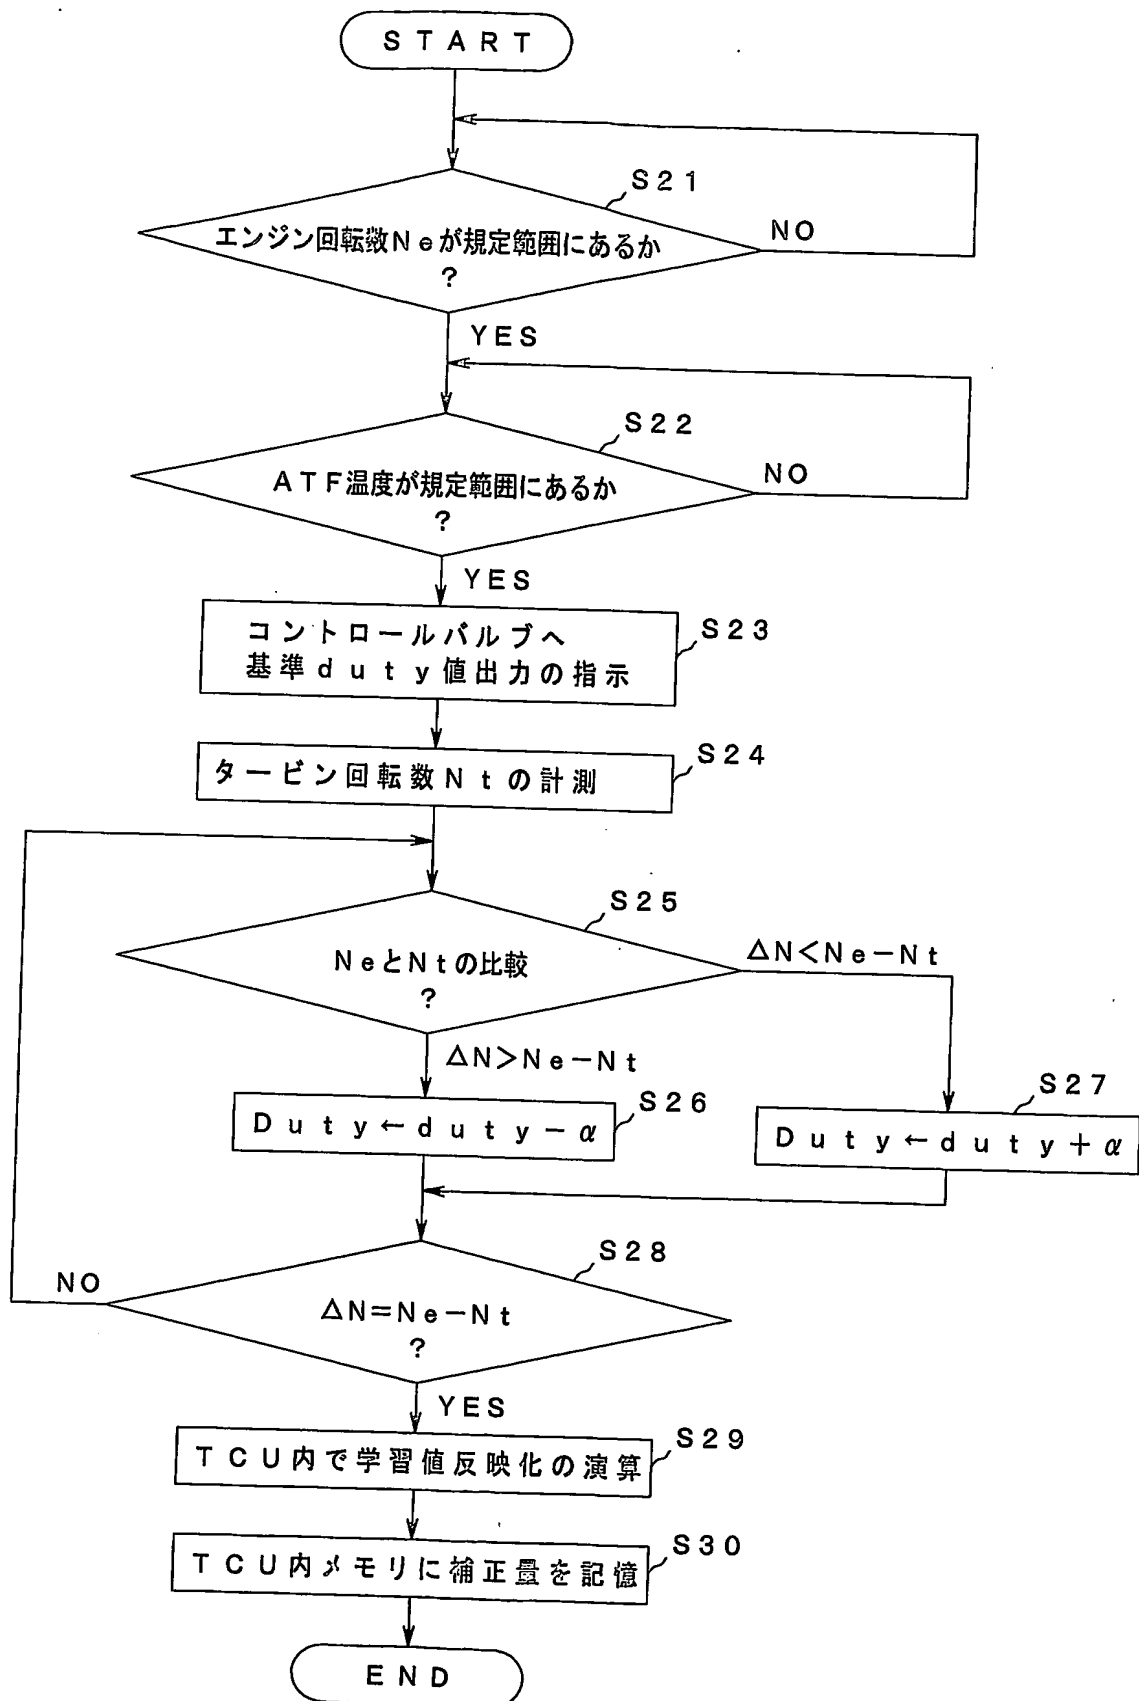 START
S21
エンジン回転数Neが規定範囲にあるか
?
NO
YES
S22
ATF温度が規定範囲にあるか
?
NO
YES
S23
コントロールバルブへ
基準duty値出力の指示
S24
タービン回転数Ntの計測
S25
NeとNtの比較
?
ΔN<Ne-Nt
ΔN>Ne-Nt
S26
Duty←duty-α
S27
Duty←duty+α
S28
ΔN=Ne-Nt
?
NO
YES
S29
TCU内で学習値反映化の演算
S30
TCU内メモリに補正量を記憶
END